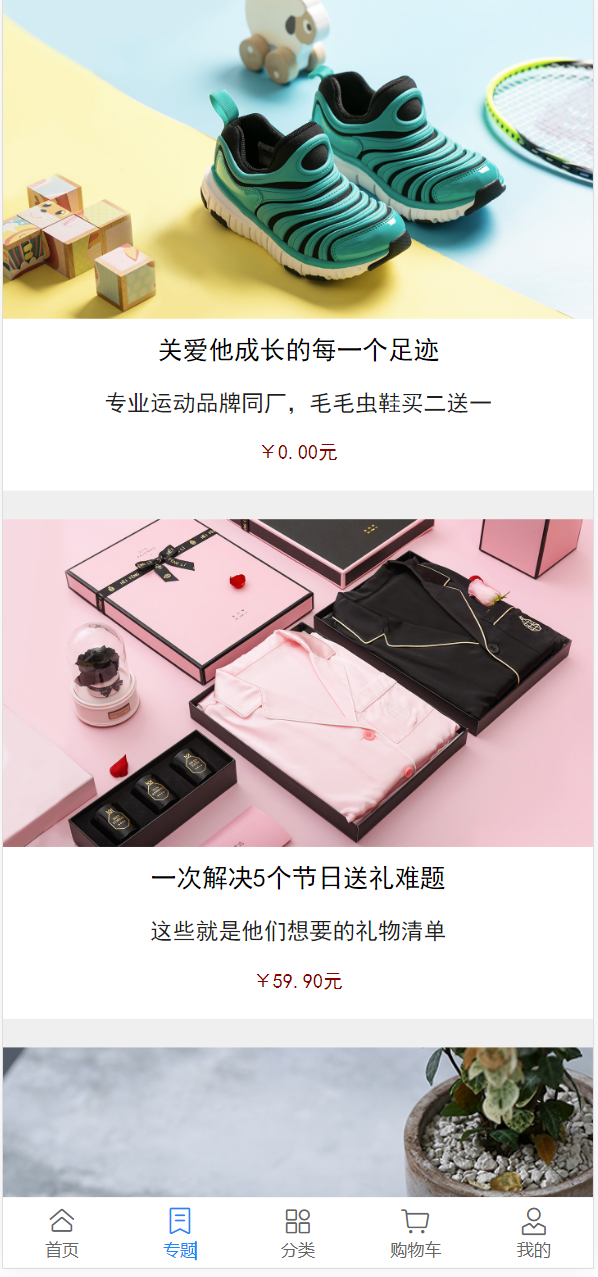 关爱他成长的每一个足迹
专业运动品牌同厂，毛毛虫鞋买二送一
￥0.00元
一次解决5个节日送礼难题
这些就是他们想要的礼物清单
￥59.90元
首页
专题
分类
购物车
我的